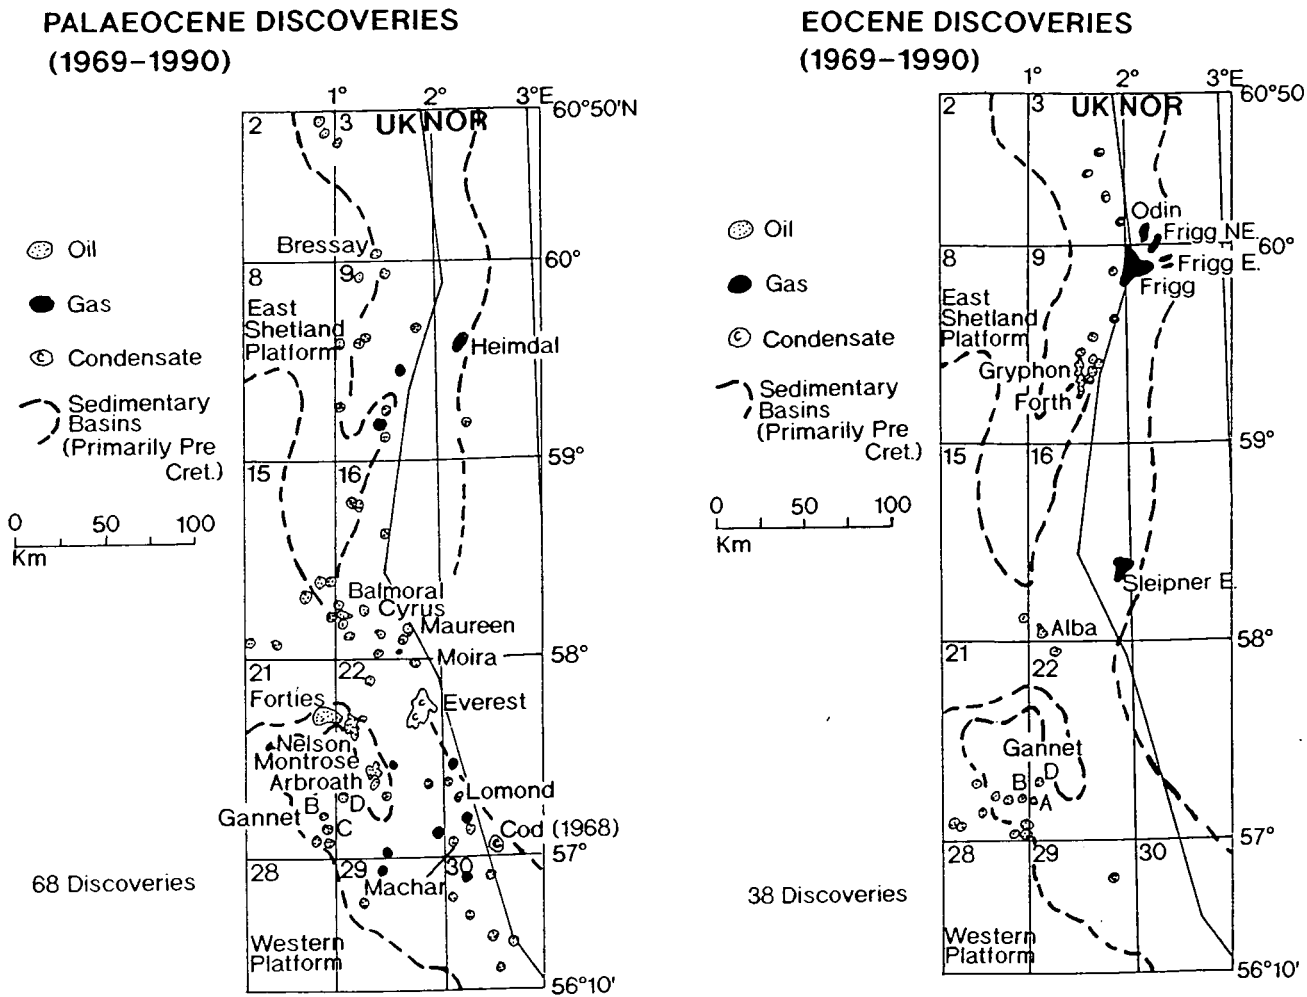 PALAEOCENE DISCOVERIES
(1969–1990)
1° 2° 3°E
60°50'N
2 3 UK NOR
Bressay
60°
8 9
Oil
Gas
Condensate
C
Sedimentary
Basins
(Primarily Pre
Cret.)
East
Shetland
Platform
Heimdal
59°
15 16
0 50 100
Km
Balmoral
Cyrus
Maureen
Moira
58°
21 22
Forties
Everest
C
C
Nelson
Montrose
Arbroath
Lomond
B D
Gannet
C
Cod (1968)
57°
28 29 30
Machar
68 Discoveries
Western
Platform
56°10'
EOCENE DISCOVERIES
(1969–1990)
1° 2° 3°E
60°50
2 3 UK NOR
Odin
Frigg NE.
60°
8 9
Frigg E.
Frigg
Oil
Gas
Condensate
C
Sedimentary
Basins
(Primarily Pre
Cret.)
East
Shetland
Platform
Gryphon
Forth
59°
15 16
0 50 100
Km
Sleipner E.
Alba
58°
21 22
Gannet
B D
A
57°
28 29 30
38 Discoveries
Western
Platform
56°10'